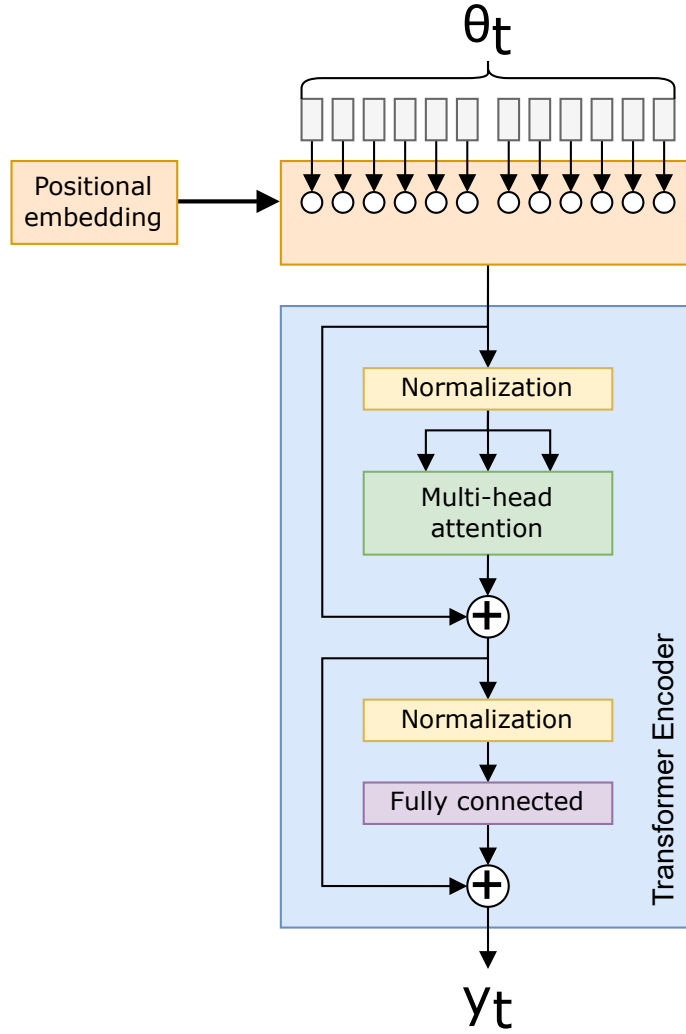 θt
Positional
embedding
Normalization
Multi-head
attention
+
Normalization
Fully connected
+
Transformer Encoder
yt